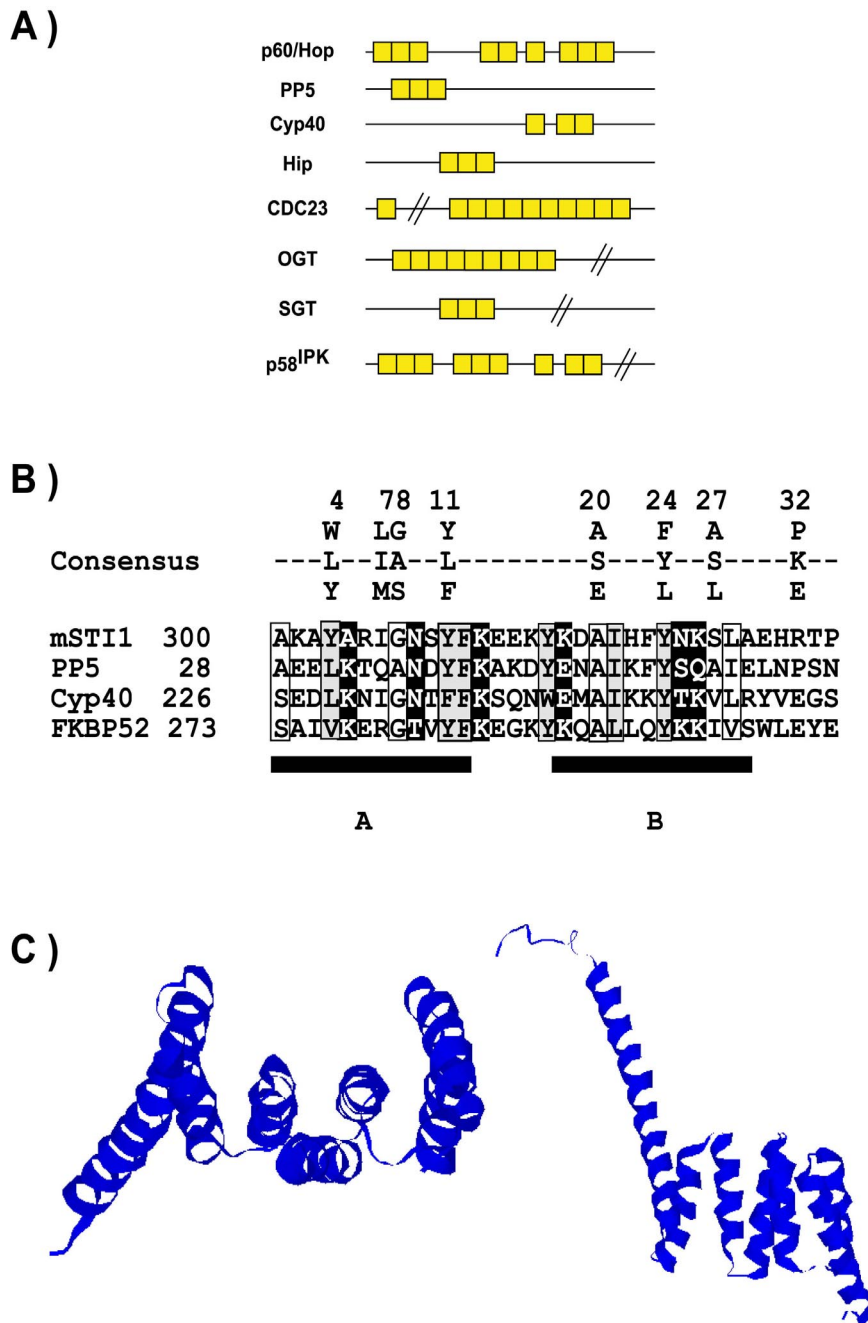 A )
p60/Hop
PP5
Cyp40
Hip
CDC23
OGT
SGT
p58IPK
B )
4 78 11 20 24 27 32
W LG Y A F A P
Consensus ---L--IA--L--------S---Y--S----K--
Y MS F E L L E
mSTI1 300 AKAYARIGNSYFKEEKYKDAIHFYNKSLAEHRTP
PP5 28 AEELKTQANDYFKAKDYENAIKFYSQAIELNPSN
Cyp40 226 SEDLKNIGNTFFKSQNWEMAIKKYTKVLRYVEGS
FKBP52 273 SAIVKERGTVYFKEGKYKQALLQYKKIVSWLEYE
A B
C )